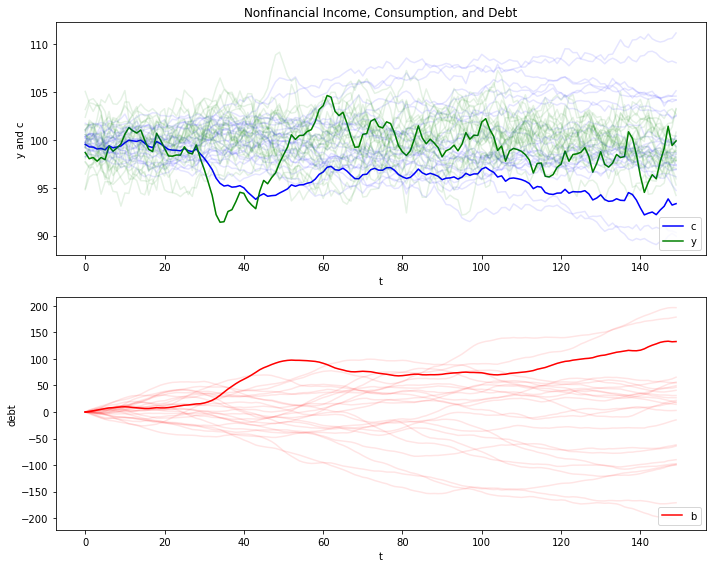 Nonfinancial Income, Consumption, and Debt
110
105
100
95
90
y and c
c
y
0 20 40 60 80 100 120 140
t
200
150
100
50
0
−50
−100
−150
−200
debt
b
0 20 40 60 80 100 120 140
t